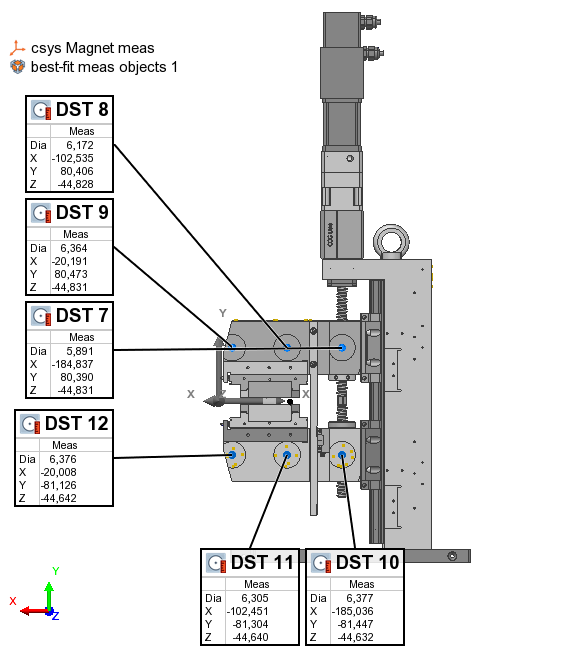 csys Magnet meas
best-fit meas objects 1
DST 8
Meas
Dia 6,172
X -102,535
Y 80,406
Z -44,828
DST 9
Meas
Dia 6,364
X -20,191
Y 80,473
Z -44,831
DST 7
Meas
Dia 5,891
X -184,837
Y 80,390
Z -44,831
DST 12
Meas
Dia 6,376
X -20,008
Y -81,126
Z -44,642
DST 11
Meas
Dia 6,305
X -102,451
Y -81,304
Z -44,640
DST 10
Meas
Dia 6,377
X -185,036
Y -81,447
Z -44,632
Y
X
X
Y
X
Z